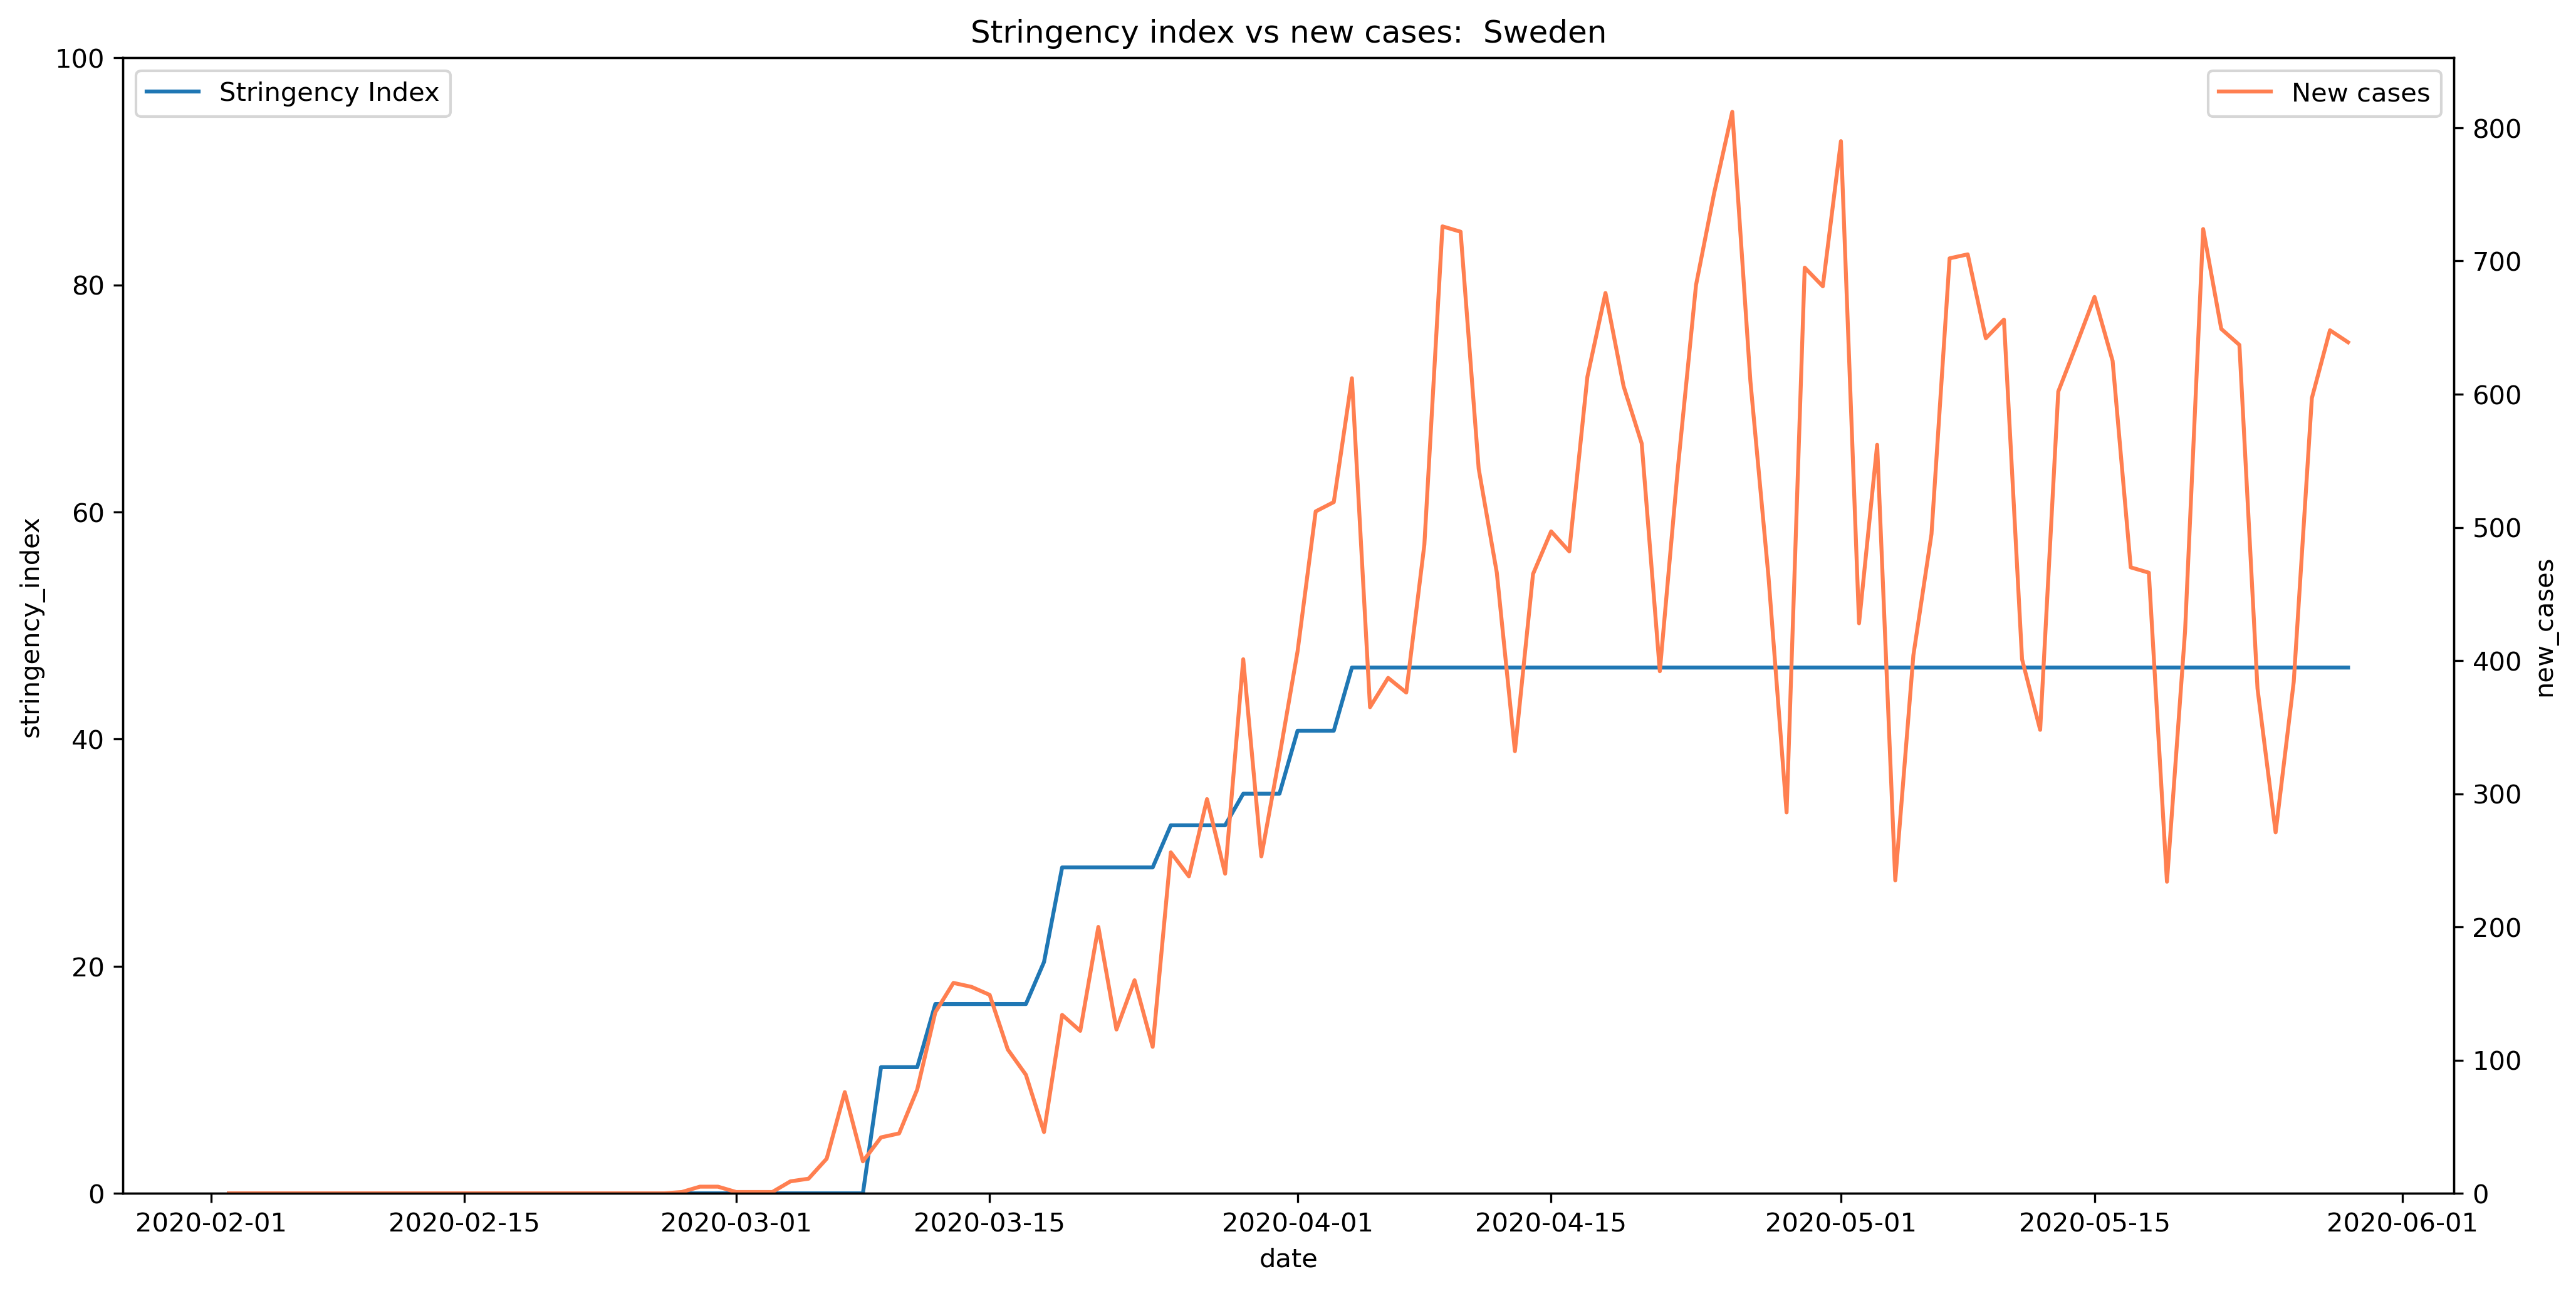 Stringency index vs new cases:  Sweden
Stringency Index
New cases
100
80
60
40
20
0
stringency_index
800
700
600
500
400
300
200
100
0
new_cases
2020-02-01 2020-02-15 2020-03-01 2020-03-15 2020-04-01 2020-04-15 2020-05-01 2020-05-15 2020-06-01
date